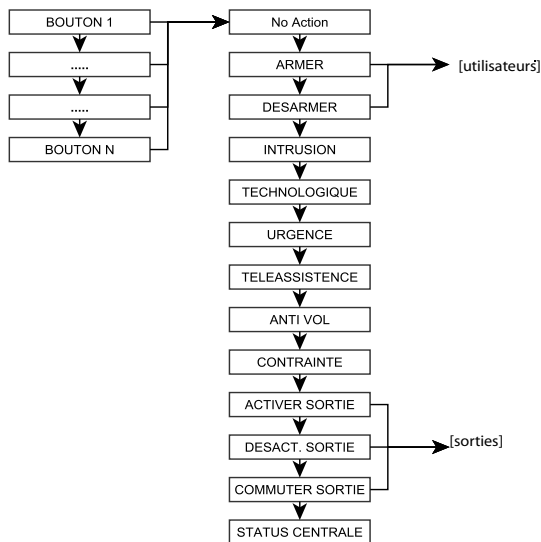 BOUTON 1
.....
.....
BOUTON N
No Action
ARMER
DESARMER
INTRUSION
TECHNOLOGIQUE
URGENCE
TELEASSISTENCE
ANTI VOL
CONTRAINTE
ACTIVER SORTIE
DESACT. SORTIE
COMMUTER SORTIE
STATUS CENTRALE
[utilisateurs]
[sorties]